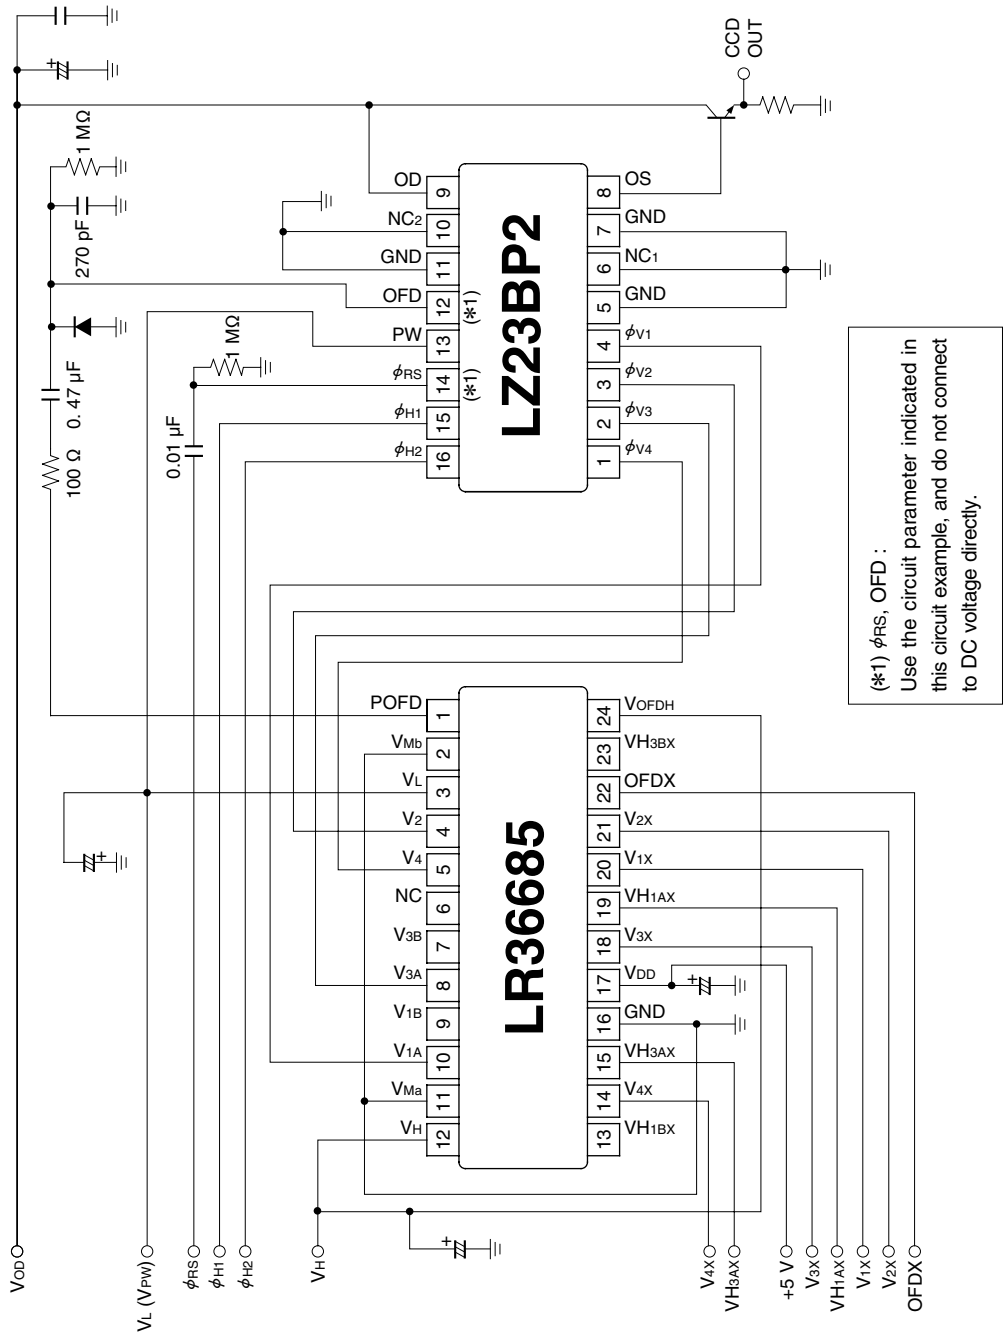 VOD
VL (VPW)
ϕRS
ϕH1
ϕH2
VH
V4X
VH3AX
+5 V
V3X
VH1AX
V1X
V2X
OFDX
+
+
+
+
100 Ω
0. 47 µF
270 pF
1 MΩ
0.01 µF
1 MΩ
CCD
OUT
LR36685
VH
12
VMa
11
V1A
10
V1B
9
V3A
8
V3B
7
NC
6
V4
5
V2
4
VL
3
VMb
2
POFD
1
13
VH1BX
14
V4X
15
VH3AX
16
GND
17
VDD
18
V3X
19
VH1AX
20
V1X
21
V2X
22
OFDX
23
VH3BX
24
VOFDH
LZ23BP2
ϕH2
16
ϕH1
15
ϕRS
14
(*1)
PW
13
OFD
12
(*1)
GND
11
NC2
10
OD
9
1
ϕV4
2
ϕV3
3
ϕV2
4
ϕV1
5
GND
6
NC1
7
GND
8
OS
(*1) ϕRS, OFD :
Use the circuit parameter indicated in
this circuit example, and do not connect
to DC voltage directly.